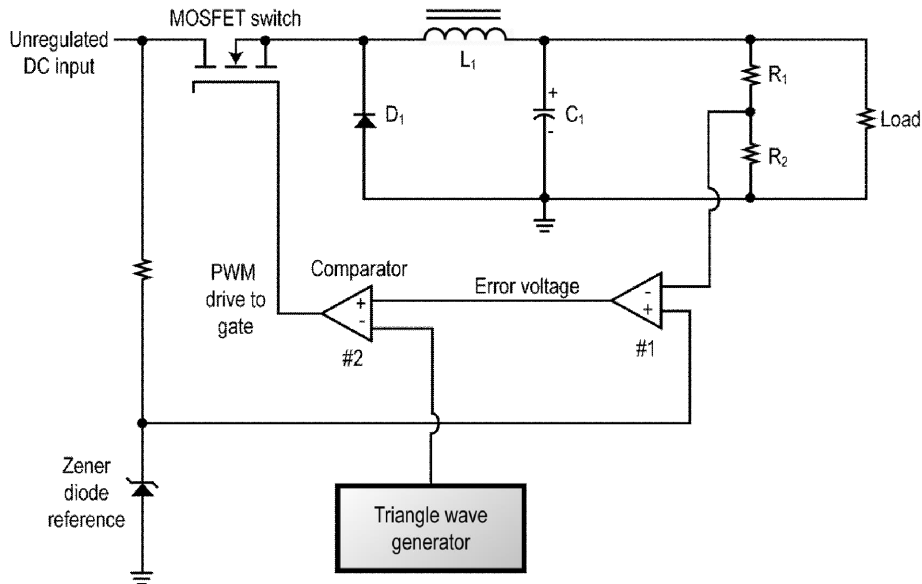 MOSFET switch
Unregulated
DC input
L1
D1
+
C1
-
R1
R2
Load
PWM
drive to
gate
Comparator
+
-
#2
Error voltage
-
+
#1
Zener
diode
reference
Triangle wave
generator